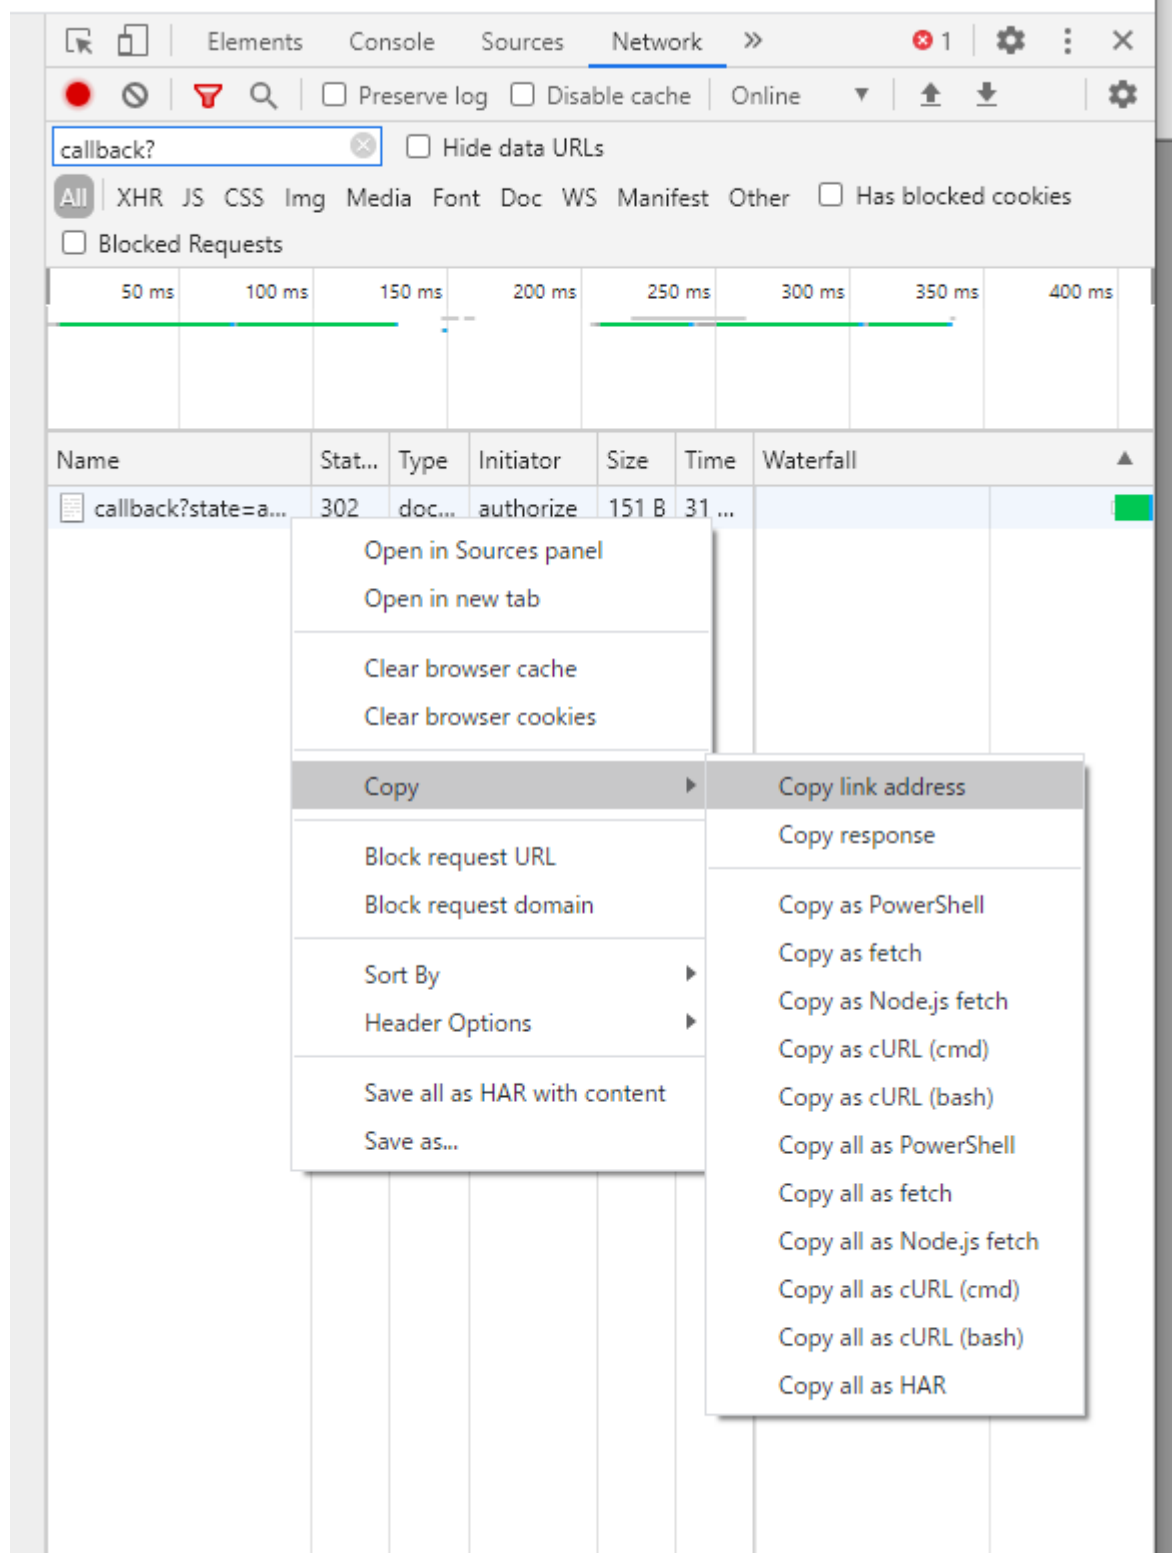 Elements Console Sources Network » 1
Preserve log Disable cache Online
callback? Hide data URLs
All XHR JS CSS Img Media Font Doc WS Manifest Other Has blocked cookies
Blocked Requests
50 ms 100 ms 150 ms 200 ms 250 ms 300 ms 350 ms 400 ms
Name Stat... Type Initiator Size Time Waterfall
callback?state=a... 302 doc... authorize 151 B 31 ...
Open in Sources panel
Open in new tab
Clear browser cache
Clear browser cookies
Copy
Block request URL
Block request domain
Sort By
Header Options
Save all as HAR with content
Save as...
Copy link address
Copy response
Copy as PowerShell
Copy as fetch
Copy as Node.js fetch
Copy as cURL (cmd)
Copy as cURL (bash)
Copy all as PowerShell
Copy all as fetch
Copy all as Node.js fetch
Copy all as cURL (cmd)
Copy all as cURL (bash)
Copy all as HAR